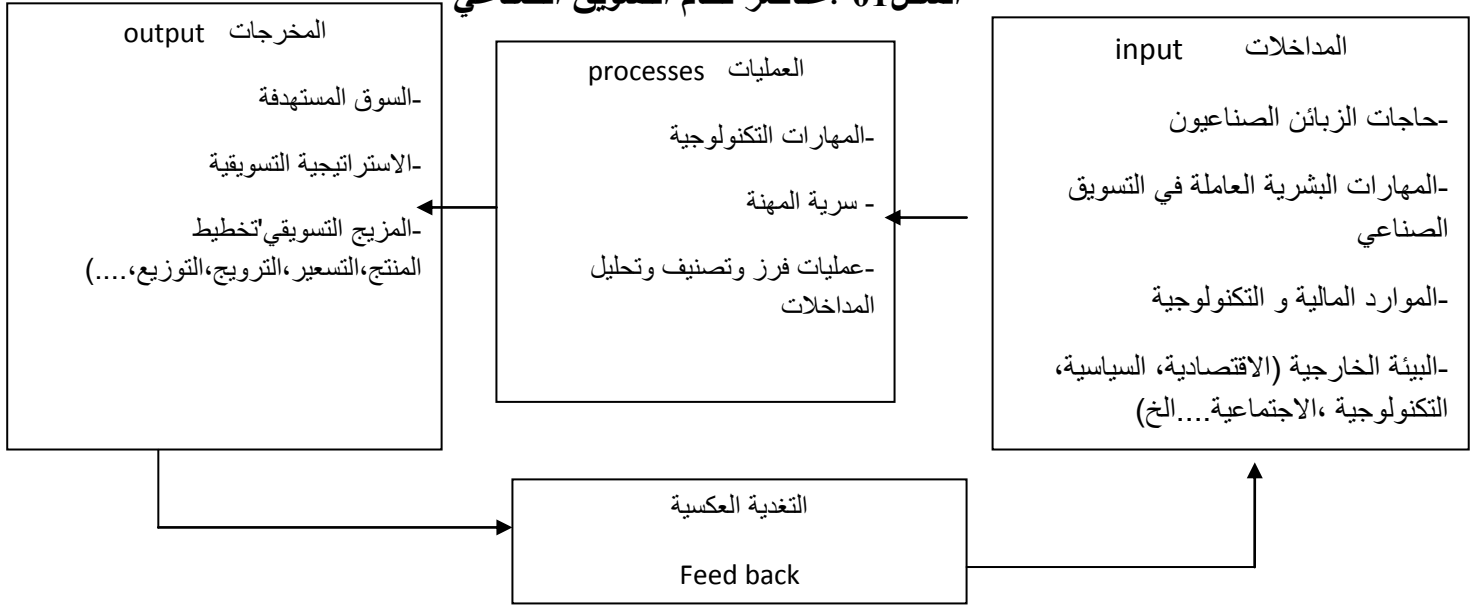 المداخلات input
-حاجات الزبائن الصناعيون
-المهارات البشرية العاملة في التسويق
الصناعي
-الموارد المالية و التكنولوجية
-البيئة الخارجية (الاقتصادية، السياسية،
التكنولوجية ،الاجتماعية....الخ)
العمليات processes
-المهارات التكنولوجية
- سرية المهنة
-عمليات فرز وتصنيف وتحليل
المداخلات
المخرجات output
-السوق المستهدفة
-الاستراتيجية التسويقية
-المزيج التسويقي'تخطيط
المنتج،التسعير،الترويج،التوزيع،....)
التغدية العكسية
Feed back